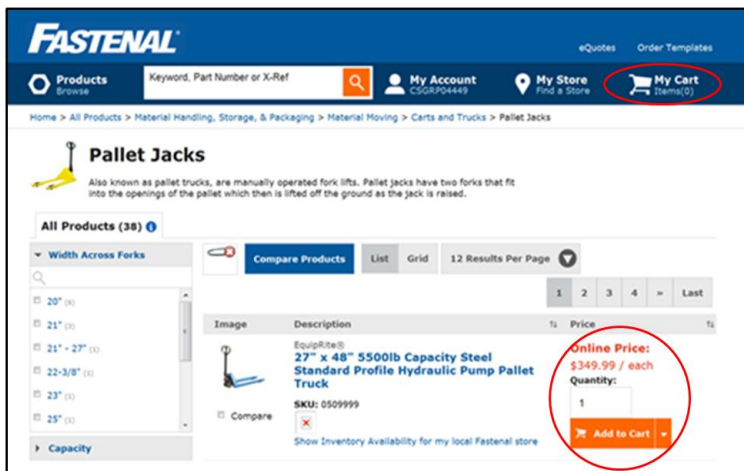 FASTENAL®
eQuotes Order Templates
Products
Browse
Keyword, Part Number or X-Ref
My Account
CSGRP04449
My Store
Find a Store
My Cart
Items(0)
Home > All Products > Material Handling, Storage, & Packaging > Material Moving > Carts and Trucks > Pallet Jacks
Pallet Jacks
Also known as pallet trucks, are manually operated fork lifts. Pallet jacks have two forks that fit
into the openings of the pallet which then is lifted off the ground as the jack is raised.
All Products (38)
Width Across Forks
Compare Products List Grid 12 Results Per Page
20" (6)
21" (3)
21" - 27" (1)
22-3/8" (1)
23" (1)
25" (1)
Capacity
1 2 3 4 » Last
Image Description Price
EquipRite®
27" x 48" 5500lb Capacity Steel
Standard Profile Hydraulic Pump Pallet
Truck
SKU: 0509999
Compare
Show Inventory Availability for my local Fastenal store
Online Price:
$349.99 / each
Quantity:
1
Add to Cart